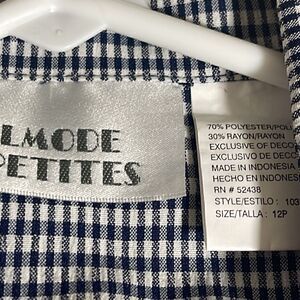 LMODE
PETITES
70% POLYESTER/POL
30% RAYON/RAYON
EXCLUSIVE OF DECO
EXCLUSIVO DE DECO
MADE IN INDONESIA
HECHO EN INDONES
RN # 52438
STYLE/ESTILO : 103
SIZE/TALLA : 12P